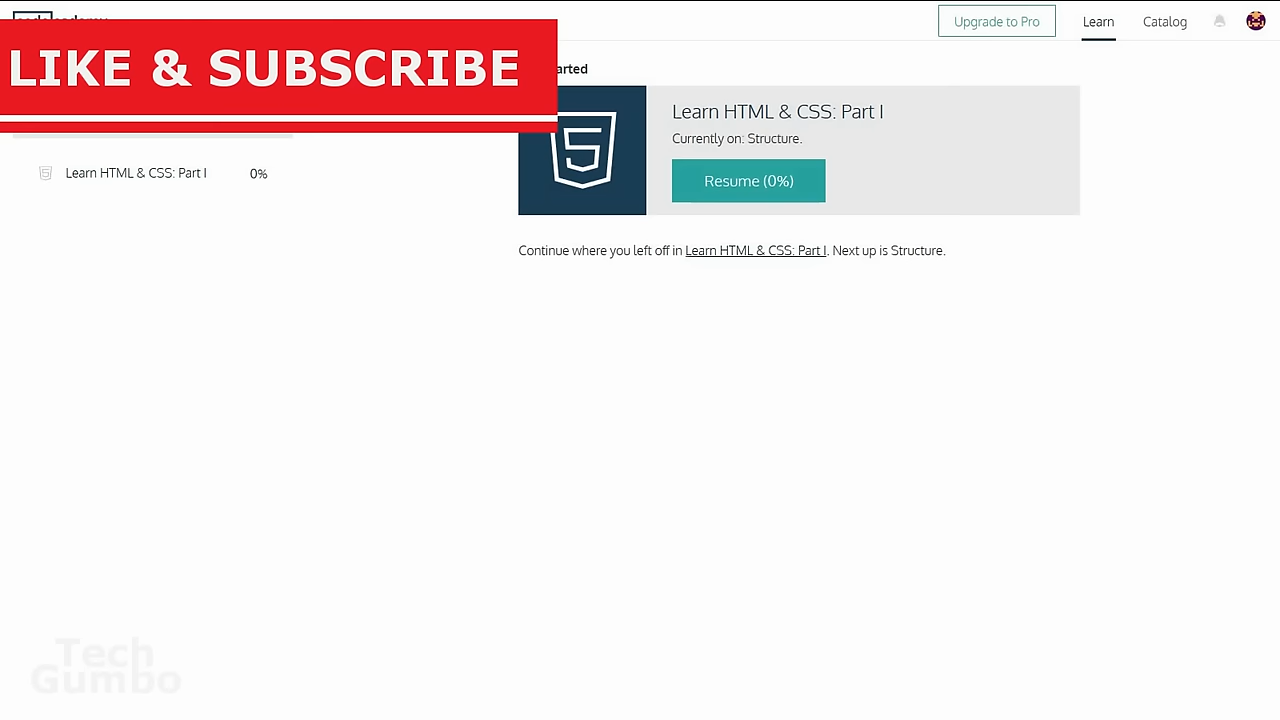 Upgrade to Pro
Learn
Catalog
LIKE & SUBSCRIBE
Learn HTML & CSS: Part I
Currently on: Structure.
Resume (0%)
Learn HTML & CSS: Part I 0%
Continue where you left off in Learn HTML & CSS: Part I. Next up is Structure.
Tech
Gumbo